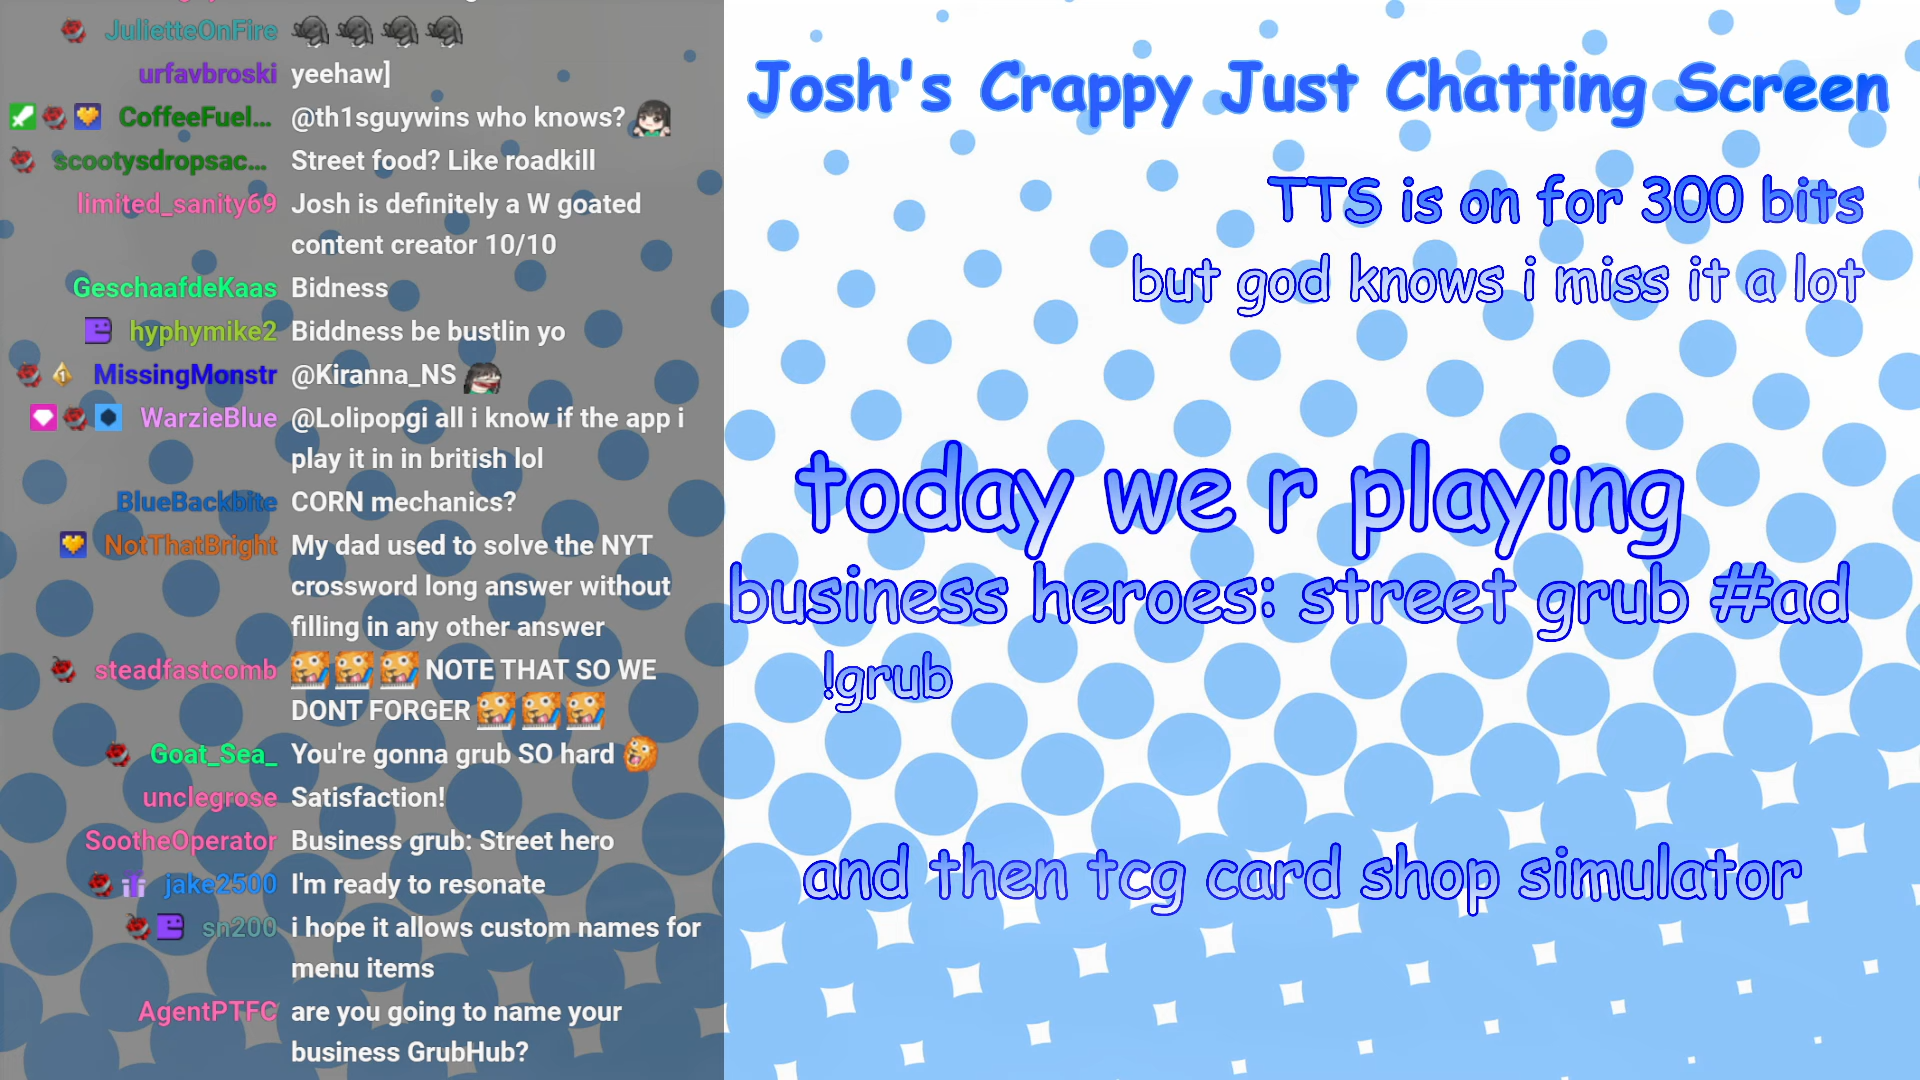 JulietteOnFire
urfavbroski yeehaw]
CoffeeFuel... @th1sguywins who knows?
scootysdropsac... Street food? Like roadkill
limited_sanity69 Josh is definitely a W goated
content creator 10/10
GeschaafdeKaas Bidness
hyphymike2 Biddness be bustlin yo
MissingMonstr @Kiranna_NS
WarzieBlue @Lolipopgi all i know if the app i
play it in in british lol
BlueBackbite CORN mechanics?
NotThatBright My dad used to solve the NYT
crossword long answer without
filling in any other answer
steadfastcomb NOTE THAT SO WE
DONT FORGER
Goat_Sea_ You're gonna grub SO hard
unclegrose Satisfaction!
SootheOperator Business grub: Street hero
jake2500 I'm ready to resonate
sn200 i hope it allows custom names for
menu items
AgentPTFC are you going to name your
business GrubHub?
Josh's Crappy Just Chatting Screen
TTS is on for 300 bits
but god knows i miss it a lot
today we r playing
business heroes: street grub #ad
!grub
and then tcg card shop simulator